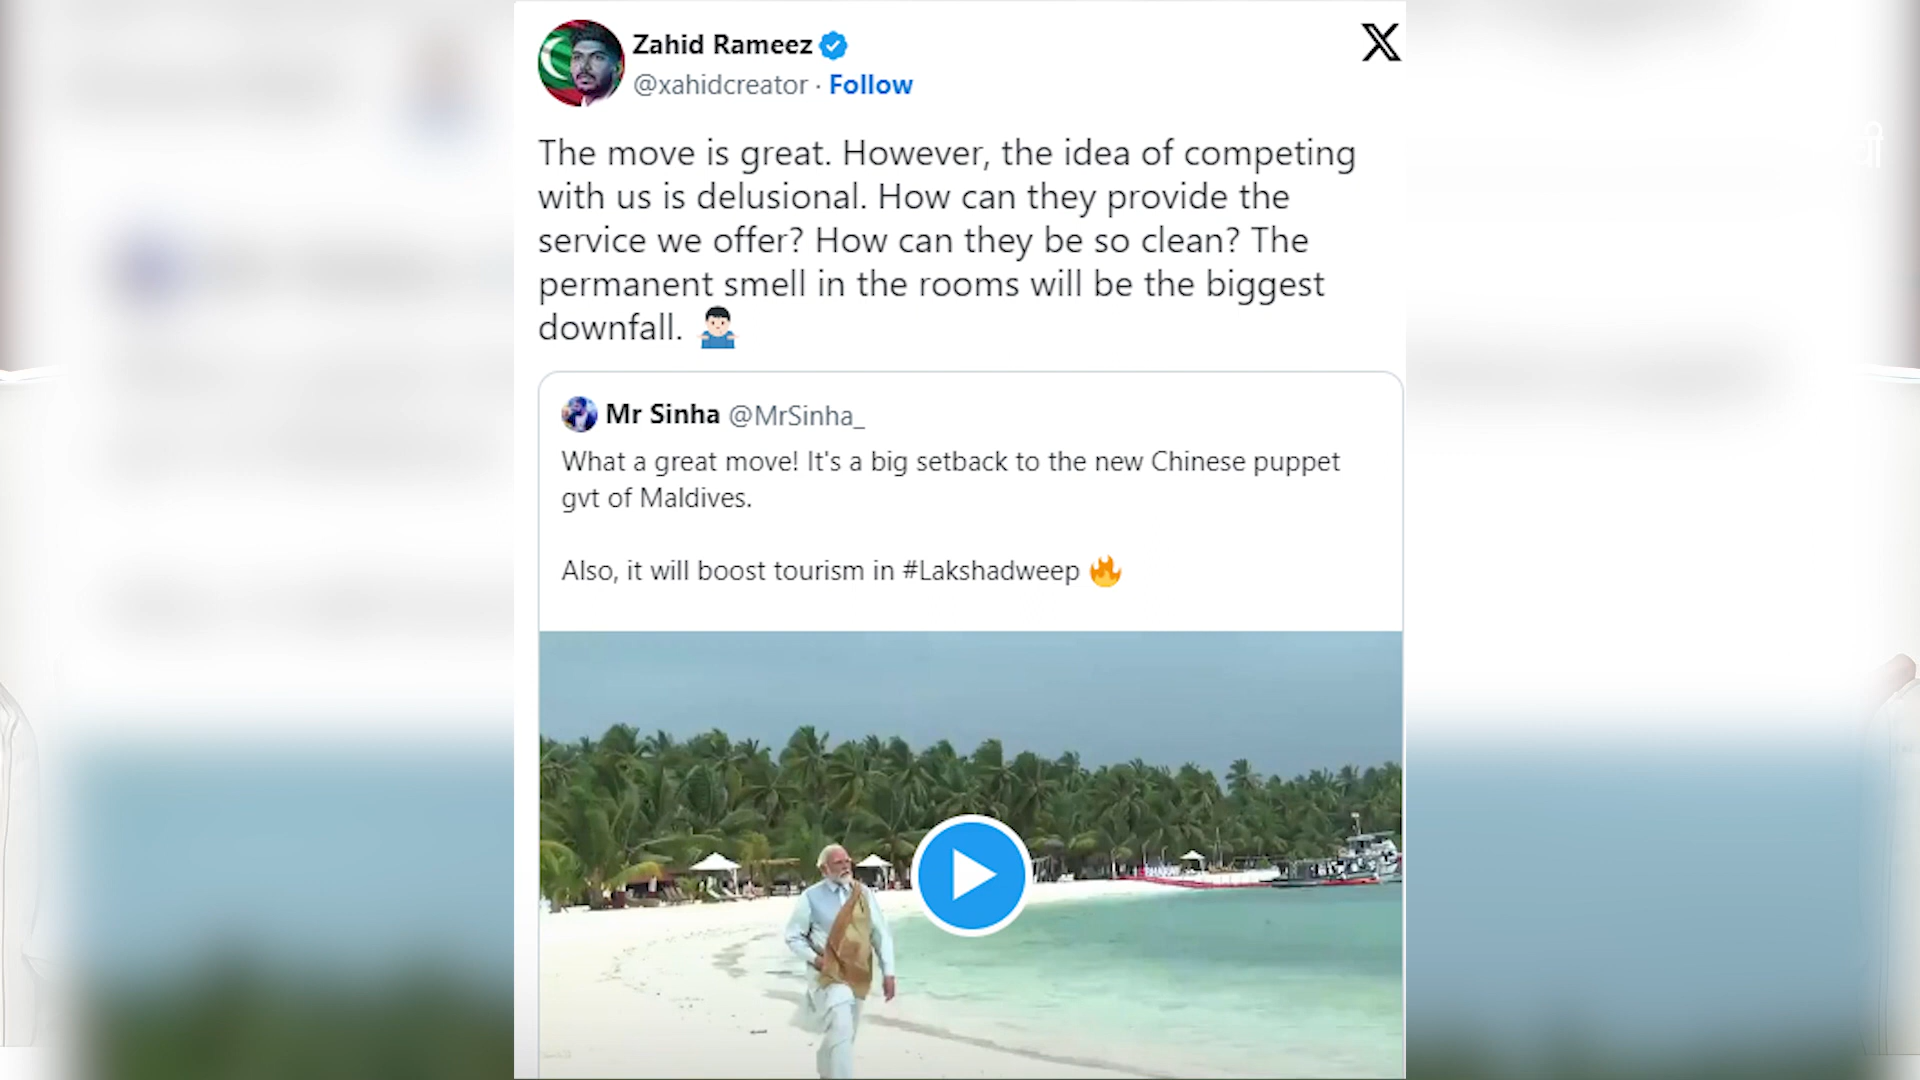 Zahid Rameez
@xahidcreator · Follow
The move is great. However, the idea of competing
with us is delusional. How can they provide the
service we offer? How can they be so clean? The
permanent smell in the rooms will be the biggest
downfall. 🤷🏻‍♂️
Mr Sinha @MrSinha_
What a great move! It's a big setback to the new Chinese puppet
gvt of Maldives.
Also, it will boost tourism in #Lakshadweep 🔥